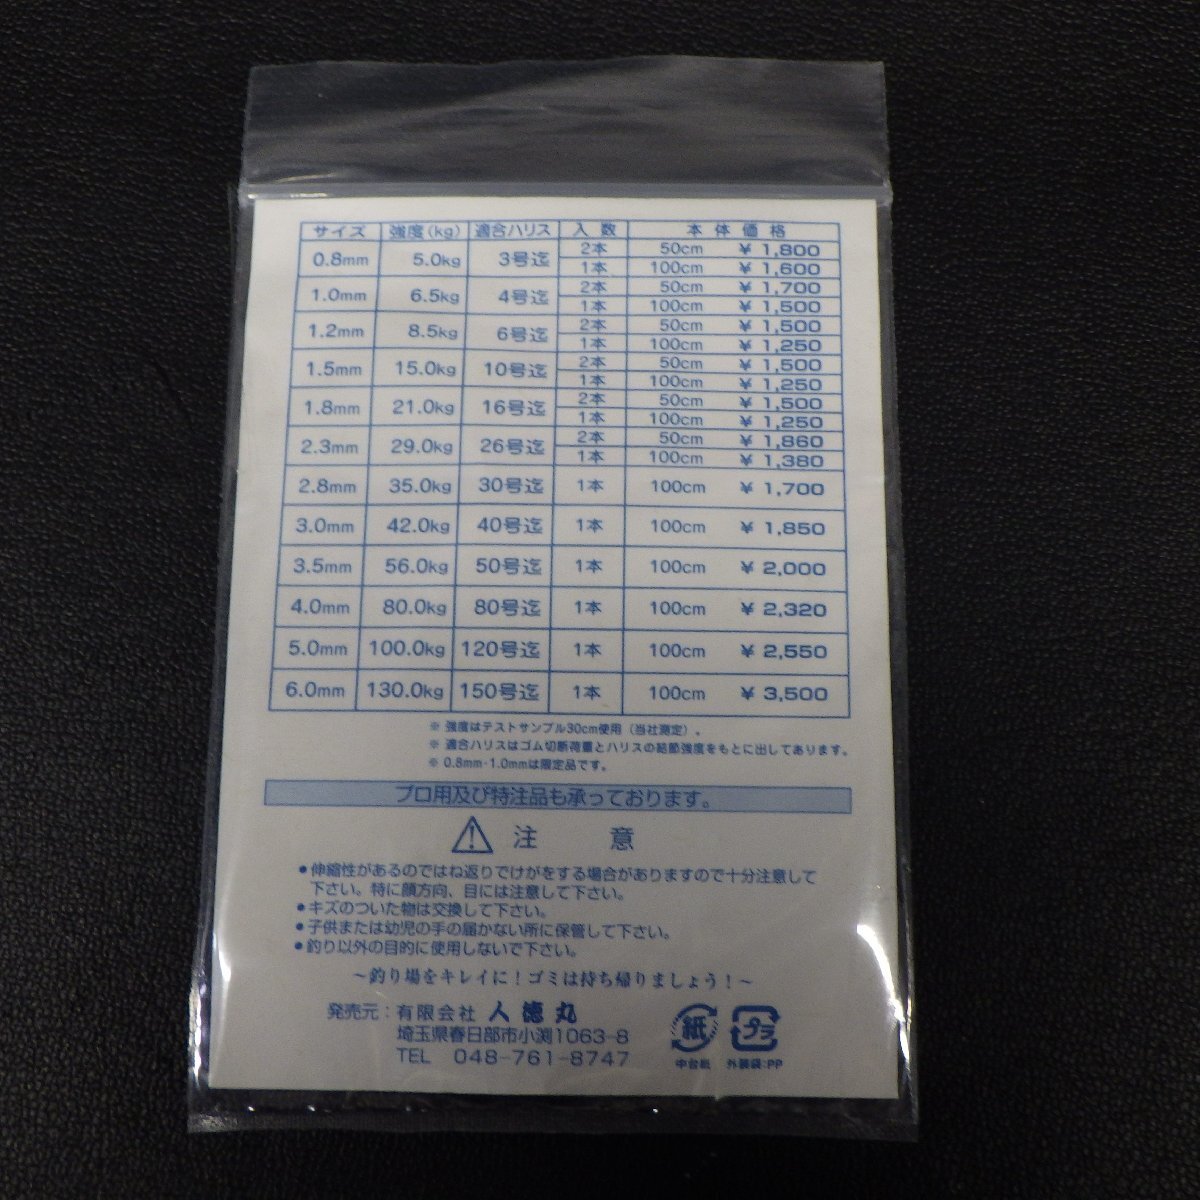 サイズ 強度(kg) 適合ハリス 入数 本体価格
0.8mm 5.0kg 3号迄 2本 50cm ¥ 1,800
1本 100cm ¥ 1,600
1.0mm 6.5kg 4号迄 2本 50cm ¥ 1,700
1本 100cm ¥ 1,500
1.2mm 8.5kg 6号迄 2本 50cm ¥ 1,500
1本 100cm ¥ 1,250
1.5mm 15.0kg 10号迄 2本 50cm ¥ 1,500
1本 100cm ¥ 1,250
1.8mm 21.0kg 16号迄 2本 50cm ¥ 1,500
1本 100cm ¥ 1,250
2.3mm 29.0kg 26号迄 2本 50cm ¥ 1,860
1本 100cm ¥ 1,380
2.8mm 35.0kg 30号迄 1本 100cm ¥ 1,700
3.0mm 42.0kg 40号迄 1本 100cm ¥ 1,850
3.5mm 56.0kg 50号迄 1本 100cm ¥ 2,000
4.0mm 80.0kg 80号迄 1本 100cm ¥ 2,320
5.0mm 100.0kg 120号迄 1本 100cm ¥ 2,550
6.0mm 130.0kg 150号迄 1本 100cm ¥ 3,500
※ 強度はテストサンプル30cm使用（当社測定）。
※ 適合ハリスはゴム切断荷重とハリスの結節強度をもとに出してあります。
※ 0.8mm・1.0mmは限定品です。
プロ用及び特注品も承っております。
注意
●伸縮性があるのではね返りでけがをする場合がありますので十分注意して
下さい。特に顔方向、目には注意して下さい。
●キズのついた物は交換して下さい。
●子供または幼児の手の届かない所に保管して下さい。
●釣り以外の目的に使用しないで下さい。
～釣り場をキレイに！ゴミは持ち帰りましょう！～
発売元：有限会社 人徳丸
埼玉県春日部市小渕1063-8
TEL 048-761-8747
紙 プラ
中台紙 外装袋:PP